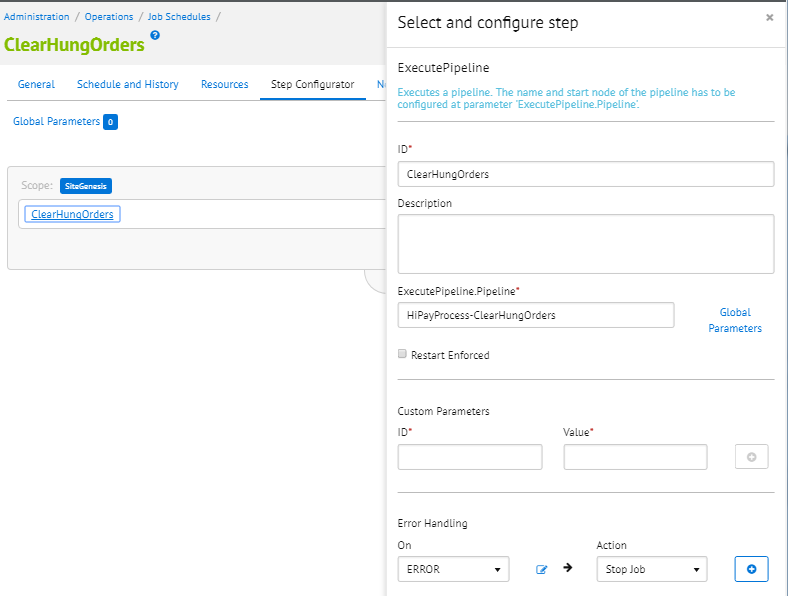 Administration / Operations / Job Schedules /
ClearHungOrders ?
General Schedule and History Resources Step Configurator
Global Parameters 0
Scope: SiteGenesis
ClearHungOrders
Select and configure step ×
ExecutePipeline
Executes a pipeline. The name and start node of the pipeline has to be
configured at parameter 'ExecutePipeline.Pipeline'.
ID*
ClearHungOrders
Description
ExecutePipeline.Pipeline*
HiPayProcess-ClearHungOrders
Global
Parameters
Restart Enforced
Custom Parameters
ID* Value*
Error Handling
On Action
ERROR Stop Job